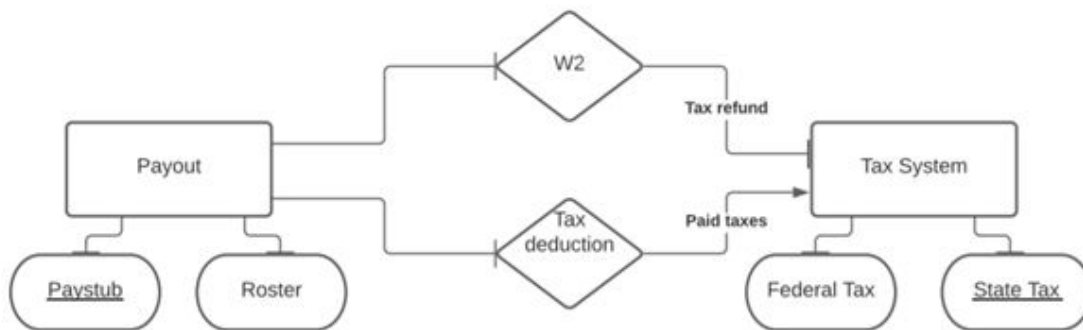 W2
Tax refund
Payout
Tax System
Tax
deduction
Paid taxes
Paystub
Roster
Federal Tax
State Tax